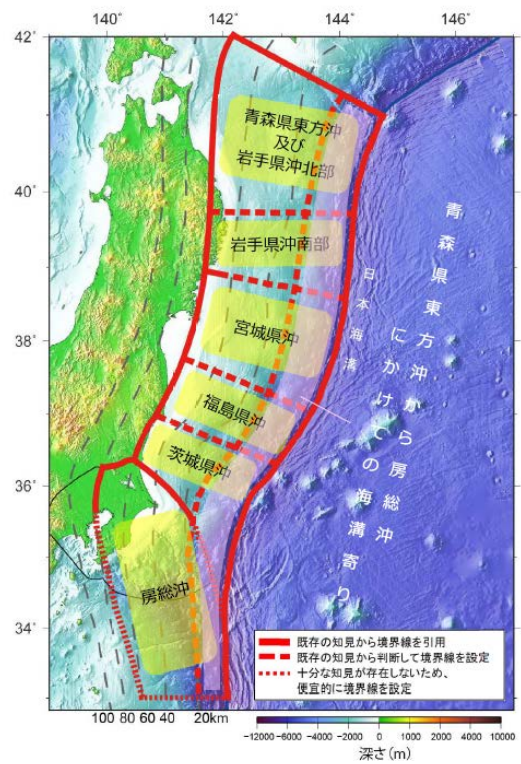 140˚ 142˚ 144˚ 146˚
42˚
青森県東方沖
及び
岩手県沖北部
40˚
岩手県沖南部
日本海溝
青森県東方沖から房総沖
にかけての海溝寄り
宮城県沖
38˚
福島県沖
茨城県沖
36˚
房総沖
34˚
既存の知見から境界線を引用
既存の知見から判断して境界線を設定
十分な知見が存在しないため、
便宜的に境界線を設定
100 80 60 40 20km
−12000 −6000 −4000 −2000 0 2000 4000 10000
深さ(m)